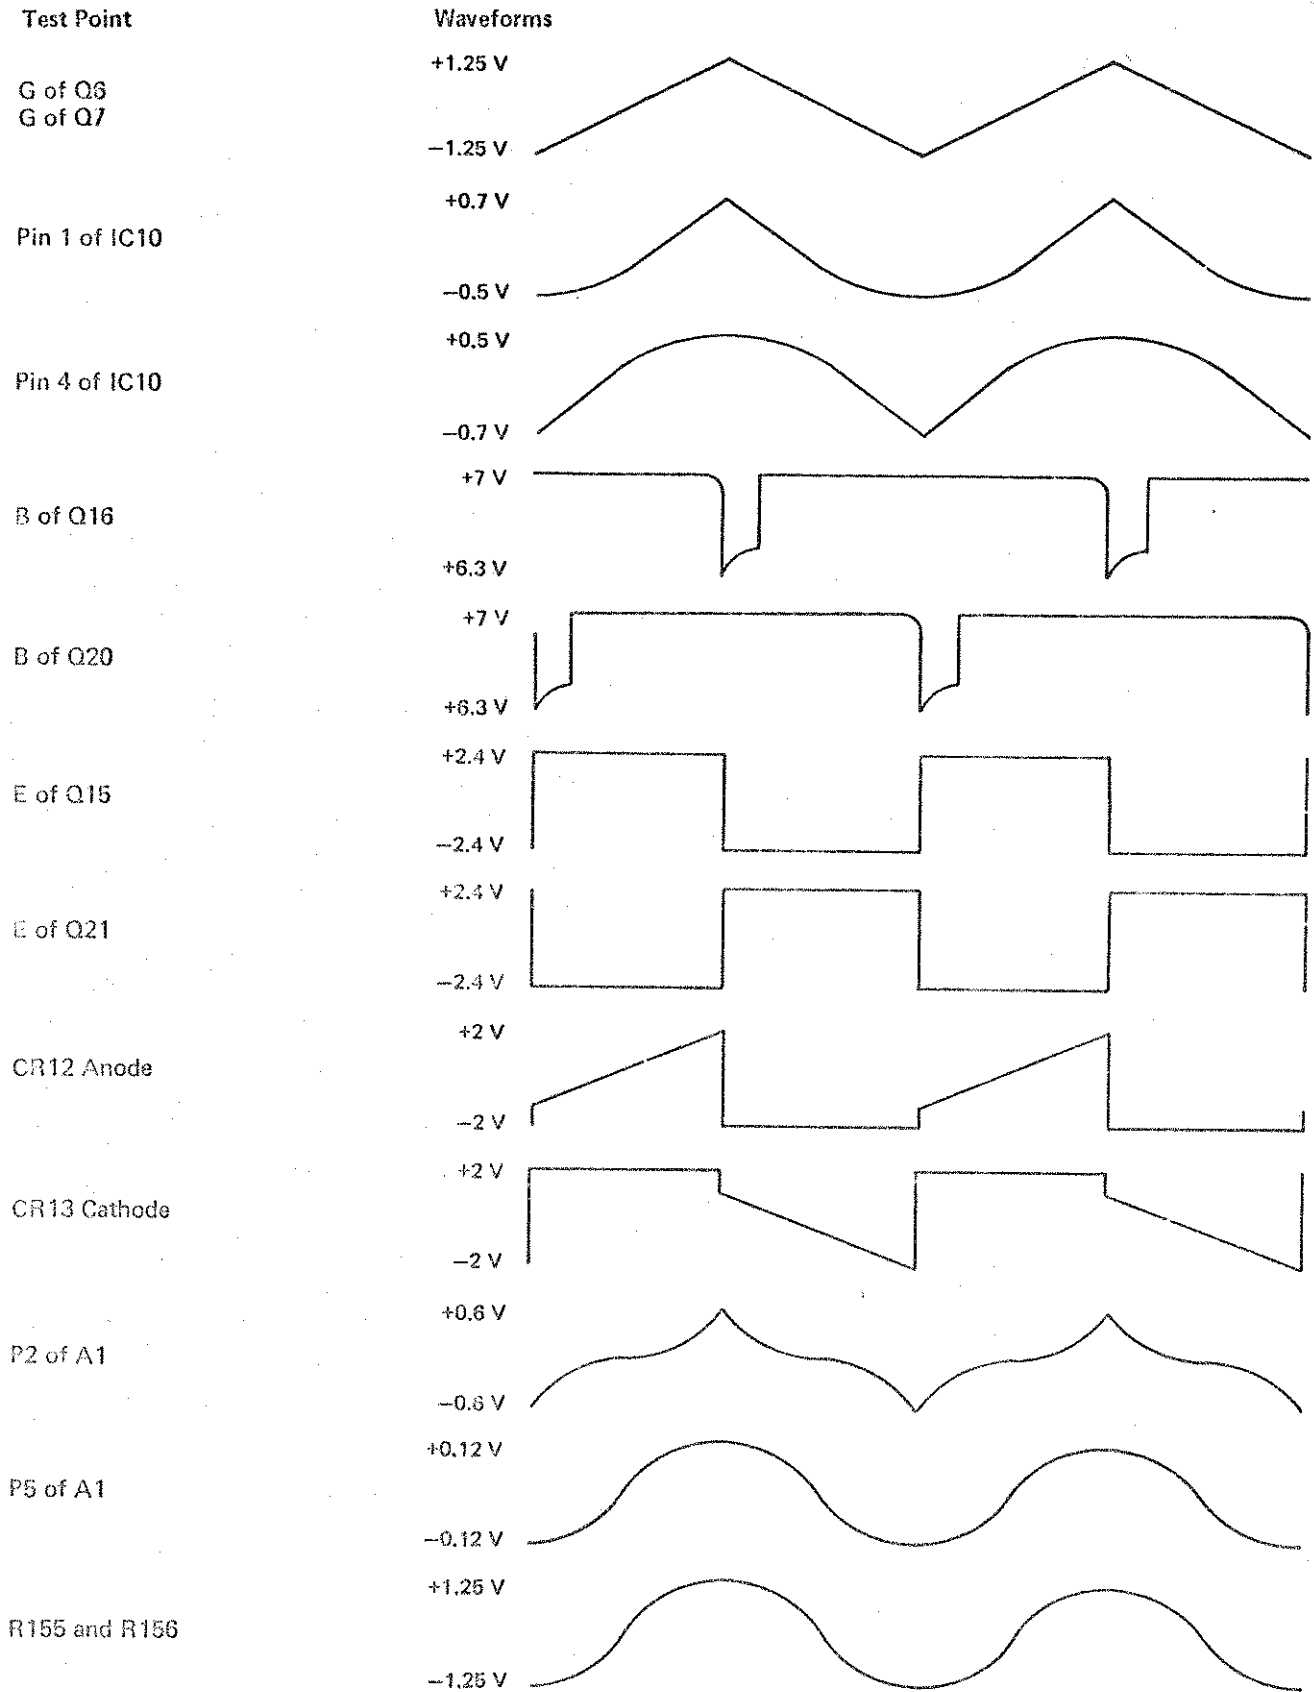 Test Point Waveforms
+1.25 V
G of Q6
G of Q7
−1.25 V
+0.7 V
Pin 1 of IC10
−0.5 V
+0.5 V
Pin 4 of IC10
−0.7 V
+7 V
B of Q16
+6.3 V
+7 V
B of Q20
+6.3 V
+2.4 V
E of Q15
−2.4 V
+2.4 V
E of Q21
−2.4 V
+2 V
CR12 Anode
−2 V
+2 V
CR13 Cathode
−2 V
+0.6 V
P2 of A1
−0.6 V
+0.12 V
P5 of A1
−0.12 V
+1.25 V
R155 and R156
−1.25 V